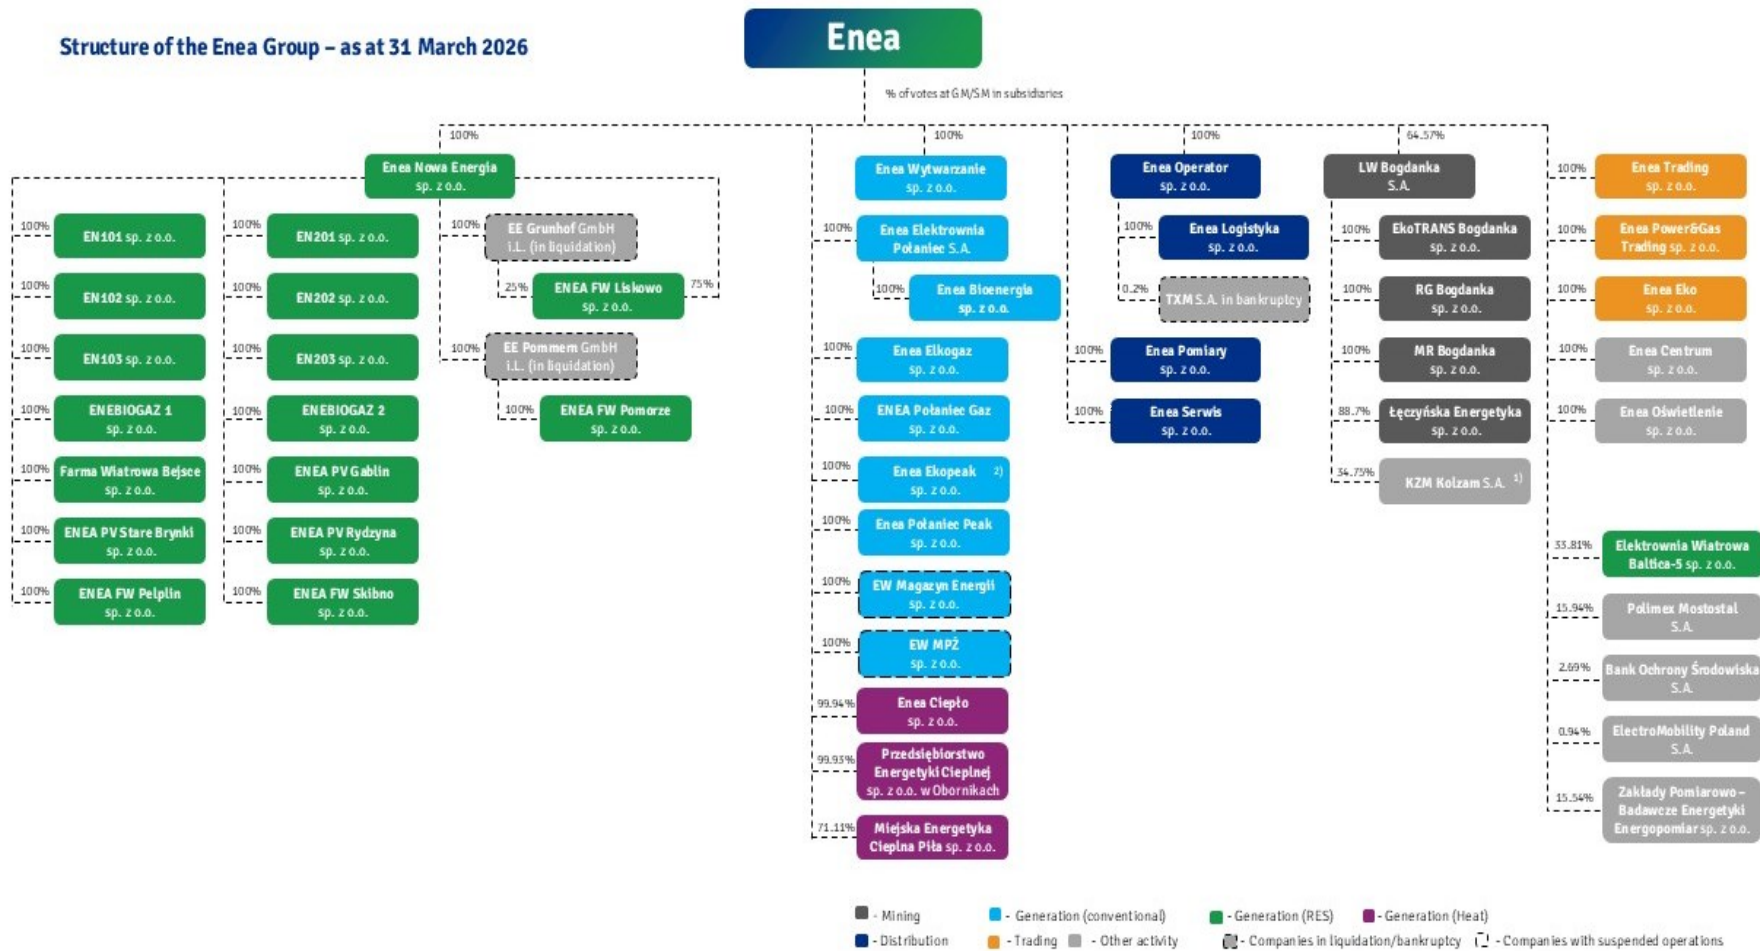 Structure of the Enea Group – as at 31 March 2026
Enea
% of votes at GM/SM in subsidiaries
100%
Enea Nowa Energia
sp. z o.o.
100%
EN101 sp. z o.o.
100%
EN102 sp. z o.o.
100%
EN103 sp. z o.o.
100%
ENEBIOGAZ 1
sp. z o.o.
100%
Farma Wiatrowa Bejsce
sp. z o.o.
100%
ENEA PV Stare Brynki
sp. z o.o.
100%
ENEA FW Pelplin
sp. z o.o.
100%
EN201 sp. z o.o.
100%
EN202 sp. z o.o.
100%
EN203 sp. z o.o.
100%
ENEBIOGAZ 2
sp. z o.o.
100%
ENEA PV Gablin
sp. z o.o.
100%
ENEA PV Rydzyna
sp. z o.o.
100%
ENEA FW Skibno
sp. z o.o.
100%
EE Grunhof GmbH
i.L. (in liquidation)
25%
ENEA FW Liskowo
sp. z o.o.
75%
100%
EE Pommern GmbH
i.L. (in liquidation)
100%
ENEA FW Pomorze
sp. z o.o.
100%
Enea Wytwarzanie
sp. z o.o.
100%
Enea Elektrownia
Połaniec S.A.
100%
Enea Bioenergia
sp. z o.o.
100%
Enea Elkogaz
sp. z o.o.
100%
ENEA Połaniec Gaz
sp. z o.o.
100%
Enea Ekopeak 2)
sp. z o.o.
100%
Enea Połaniec Peak
sp. z o.o.
100%
EW Magazyn Energii
sp. z o.o.
100%
EW MPŻ
sp. z o.o.
99.94%
Enea Ciepło
sp. z o.o.
99.93%
Przedsiębiorstwo
Energetyki Cieplnej
sp. z o.o. w Obornikach
71.11%
Miejska Energetyka
Cieplna Piła sp. z o.o.
100%
Enea Operator
sp. z o.o.
100%
Enea Logistyka
sp. z o.o.
0.2%
TXM S.A. in bankruptcy
100%
Enea Pomiary
sp. z o.o.
100%
Enea Serwis
sp. z o.o.
64.57%
LW Bogdanka
S.A.
100%
EkoTRANS Bogdanka
sp. z o.o.
100%
RG Bogdanka
sp. z o.o.
100%
MR Bogdanka
sp. z o.o.
88.7%
Łęczyńska Energetyka
sp. z o.o.
34.75%
KZM Kolzam S.A. 1)
100%
Enea Trading
sp. z o.o.
100%
Enea Power&Gas
Trading sp. z o.o.
100%
Enea Eko
sp. z o.o.
100%
Enea Centrum
sp. z o.o.
100%
Enea Oświetlenie
sp. z o.o.
33.81%
Elektrownia Wiatrowa
Baltica-5 sp. z o.o.
15.94%
Polimex Mostostal
S.A.
2.69%
Bank Ochrony Środowiska
S.A.
0.94%
ElectroMobility Poland
S.A.
15.54%
Zakłady Pomiarowo –
Badawcze Energetyki
Energopomiar sp. z o.o.
- Mining
- Generation (conventional)
- Generation (RES)
- Generation (Heat)
- Distribution
- Trading
- Other activity
- Companies in liquidation/bankruptcy
- Companies with suspended operations